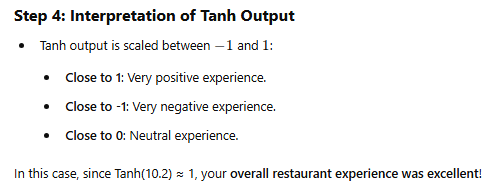 Step 4: Interpretation of Tanh Output
• Tanh output is scaled between −1 and 1:
• Close to 1: Very positive experience.
• Close to -1: Very negative experience.
• Close to 0: Neutral experience.
In this case, since Tanh(10.2) ≈ 1, your overall restaurant experience was excellent!